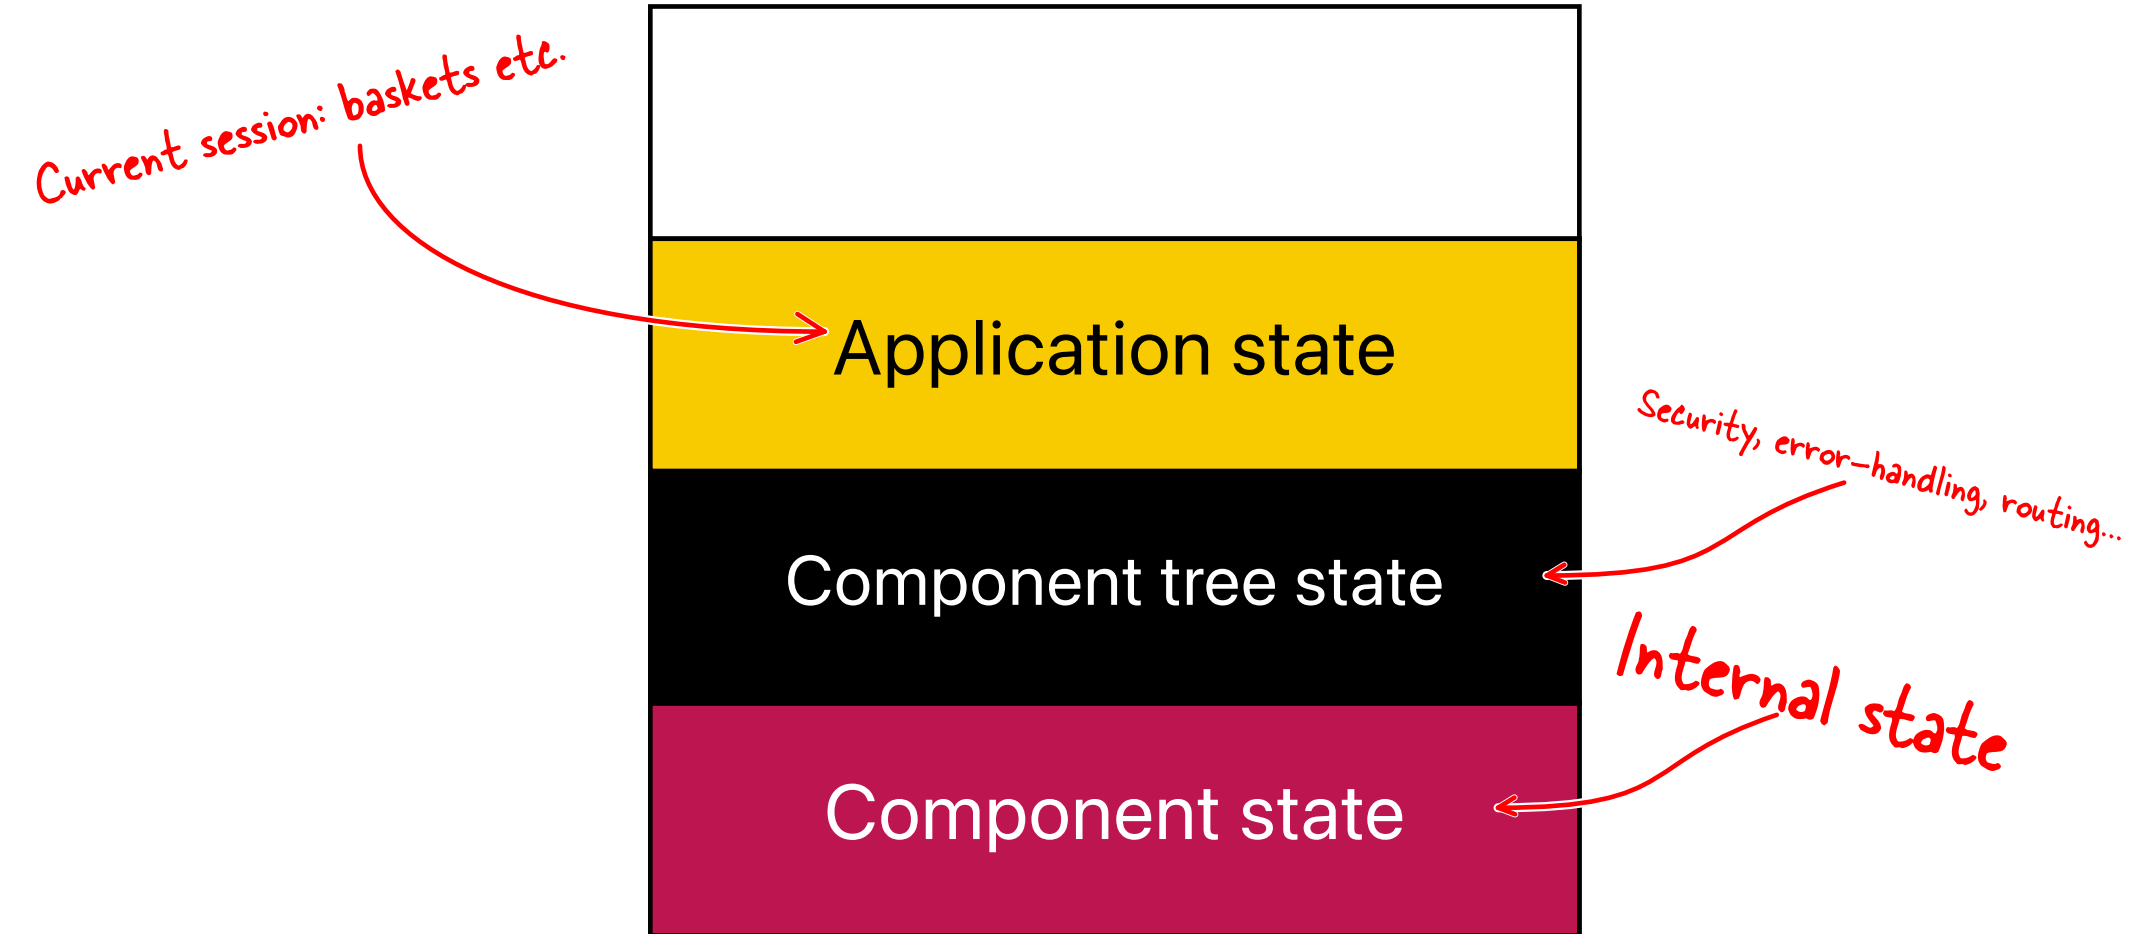 Current session: baskets etc.
Application state
Security, error-handling, routing...
Component tree state
Internal state
Component state